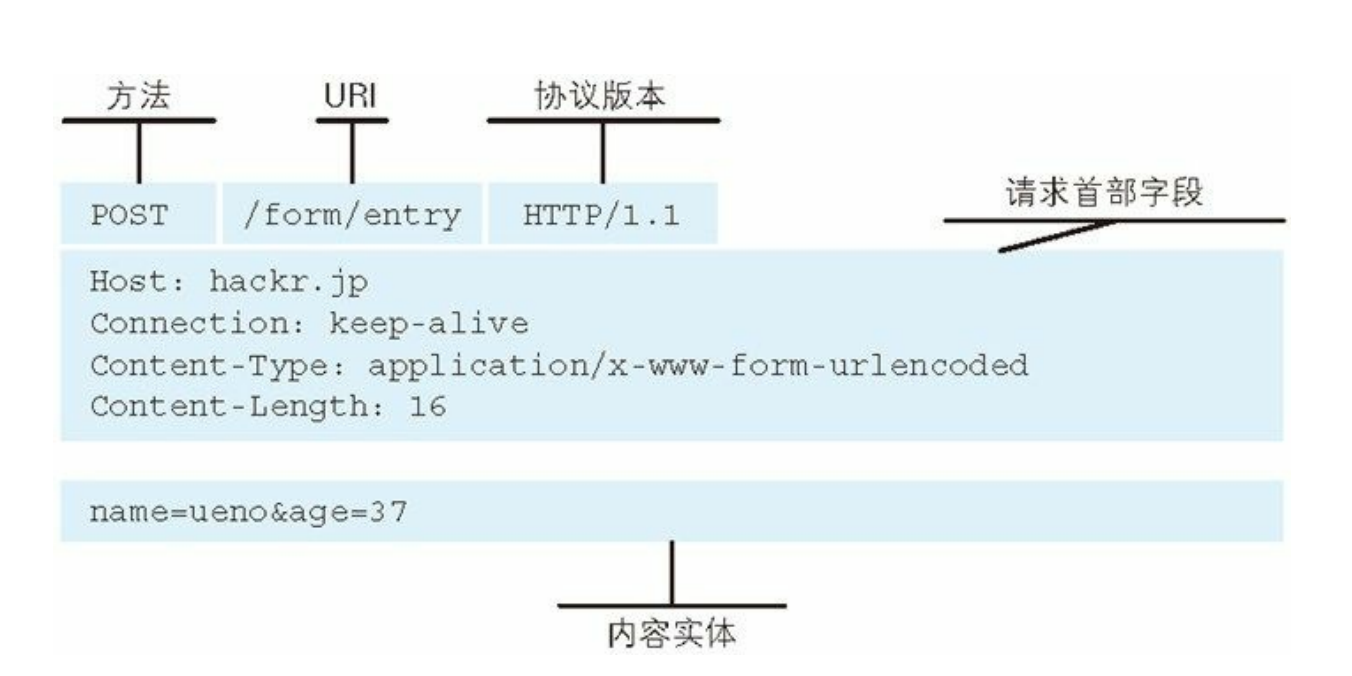 方法 URI 协议版本
请求首部字段
POST /form/entry HTTP/1.1
Host: hackr.jp
Connection: keep-alive
Content-Type: application/x-www-form-urlencoded
Content-Length: 16
name=ueno&age=37
内容实体